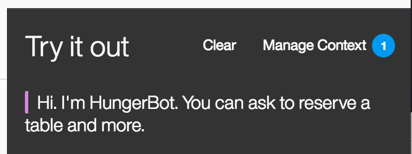 Try it out Clear Manage Context 1
Hi. I'm HungerBot. You can ask to reserve a
table and more.